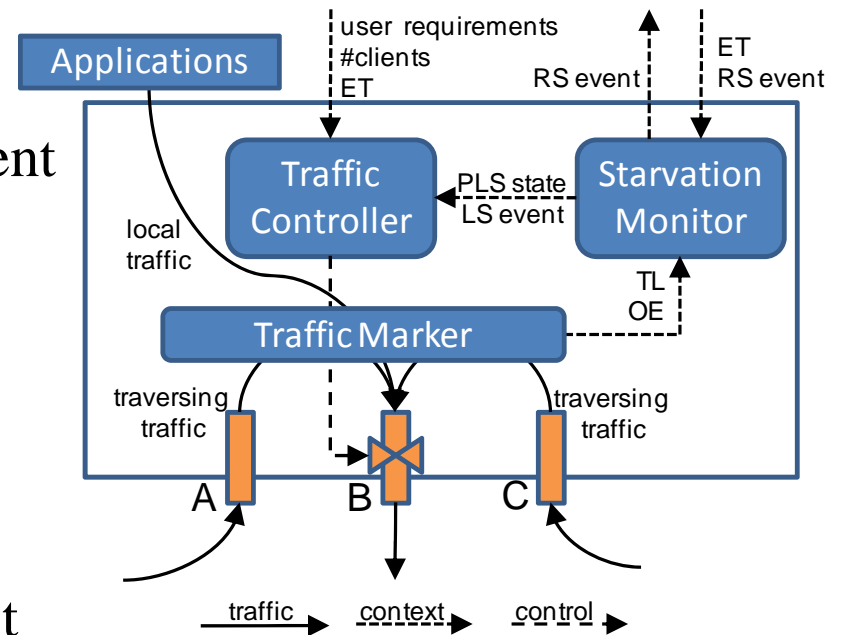 Applications
user requirements
#clients
ET
RS event
ET
RS event
ent
Traffic
Controller
PLS state
LS event
Starvation
Monitor
local
traffic
TL
OE
Traffic Marker
traversing
traffic
traversing
traffic
A
B
C
t
traffic
context
control